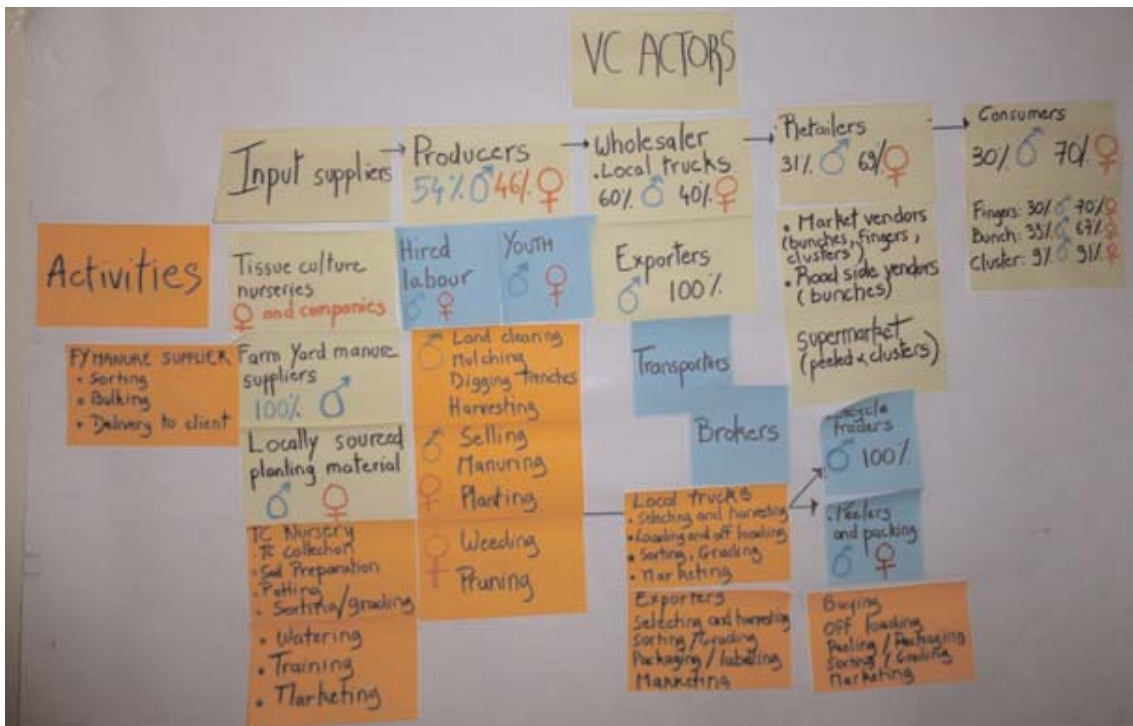 VC ACTORS
Input suppliers
Producers
54% ♂ 46% ♀
Wholesaler
• Local trucks
60% ♂ 40% ♀
Retailers
31% ♂ 69% ♀
Consumers
30% ♂ 70% ♀
Fingers: 30% ♂ 70% ♀
Bunch: 33% ♂ 67% ♀
Cluster: 9% ♂ 91% ♀
Activities
Tissue culture
nurseries
♀ and companies
Hired
labour
♂ ♀
YOUTH
♂ ♀
Exporters
♂ 100%
• Market vendors
(bunches, fingers,
clusters)
• Road side vendors
(bunches)
supermarket
(peeled & clusters)
FYMANURE SUPPLIER
• Sorting
• Bulking
• Delivery to client
Farm Yard manure
suppliers
100% ♂
Locally sourced
planting material
♂ ♀
TC Nursery
• TC collection
• Soil Preparation
• Potting
• Sorting/grading
• Watering
• Training
• Marketing
♂ Land clearing
Mulching
Digging trenches
Harvesting
♂ Selling
Manuring
♀ Planting
♀ Weeding
Pruning
Transporters
Brokers
traders
♂ 100%
• Peelers
and packing
♂ ♀
Local trucks
• Selecting and harvesting
• Loading and off loading
• Sorting, Grading
• Marketing
Exporters
Selecting and harvesting
Sorting/Grading
Packaging/labeling
Marketing
Buying
OFF loading
Peeling/Packaging
Sorting/Grading
Marketing